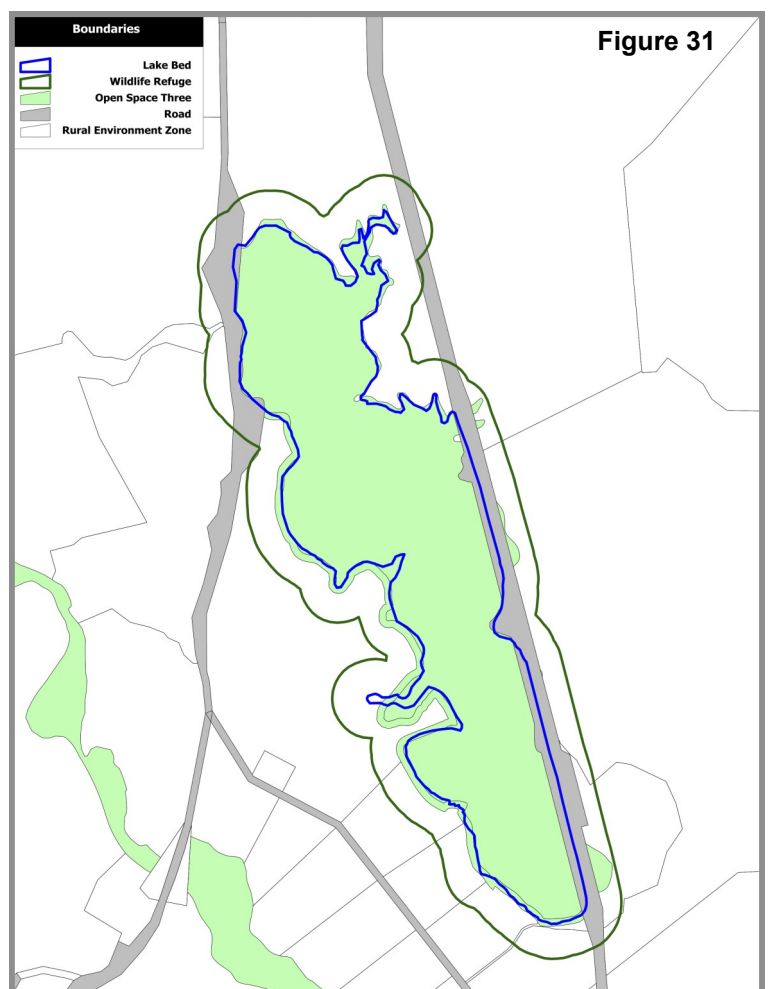 Boundaries
Figure 31
Lake Bed
Wildlife Refuge
Open Space Three
Road
Rural Environment Zone